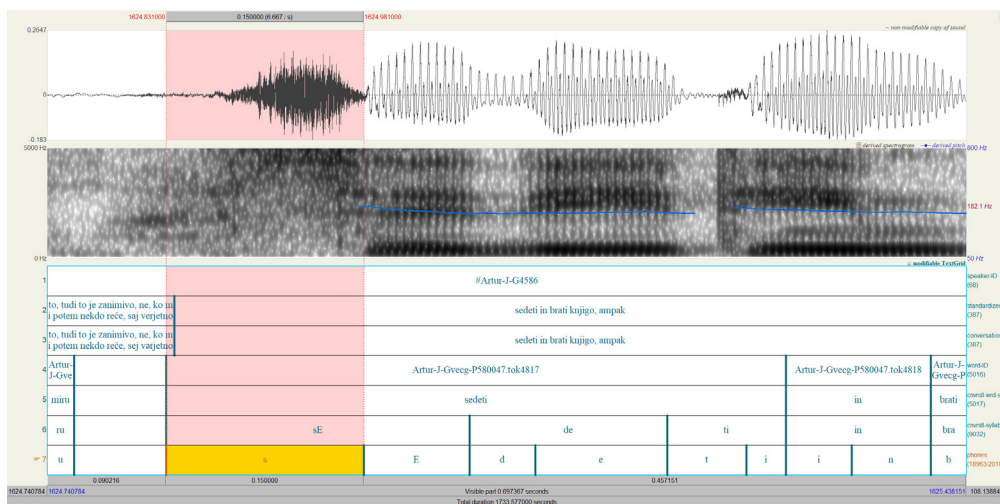 1624.831000 0.150000 (6.667 / s) 1624.981000
0.2647
~ non-modifiable copy of sound
0
-0.183
5000 Hz derived spectrogram derived pitch 800 Hz
182.1 Hz
0 Hz 50 Hz
modifiable TextGrid
1 #Artur-J-G4586 speaker-ID
(68)
2 to, tudi to je zanimivo, ne, ko m sedeti in brati knjigo, ampak standardized
i potem nekdo reče, saj verjetno (387)
3 to, tudi to je zanimivo, ne, ko m sedeti in brati knjigo, ampak conversation
i potem nekdo reče, saj verjetno (387)
4 Artur- Artur-J-Gvecg-P580047.tok4817 Artur-J-Gvecg-P580047.tok4818 Artur-J- word-ID
J-Gve Gvecg-P (5016)
5 miru sedeti in brati cnvrstl-wrd-s
(5017)
6 ru sE de ti in bra cnvrstl-syllab
(9032)
7 u s E d e t i i n b phones
0.090216 0.150000 0.457151
1624.740784 1624.740784 Visible part 0.697367 seconds 1625.438151 108.13884
Total duration 1733.577000 seconds